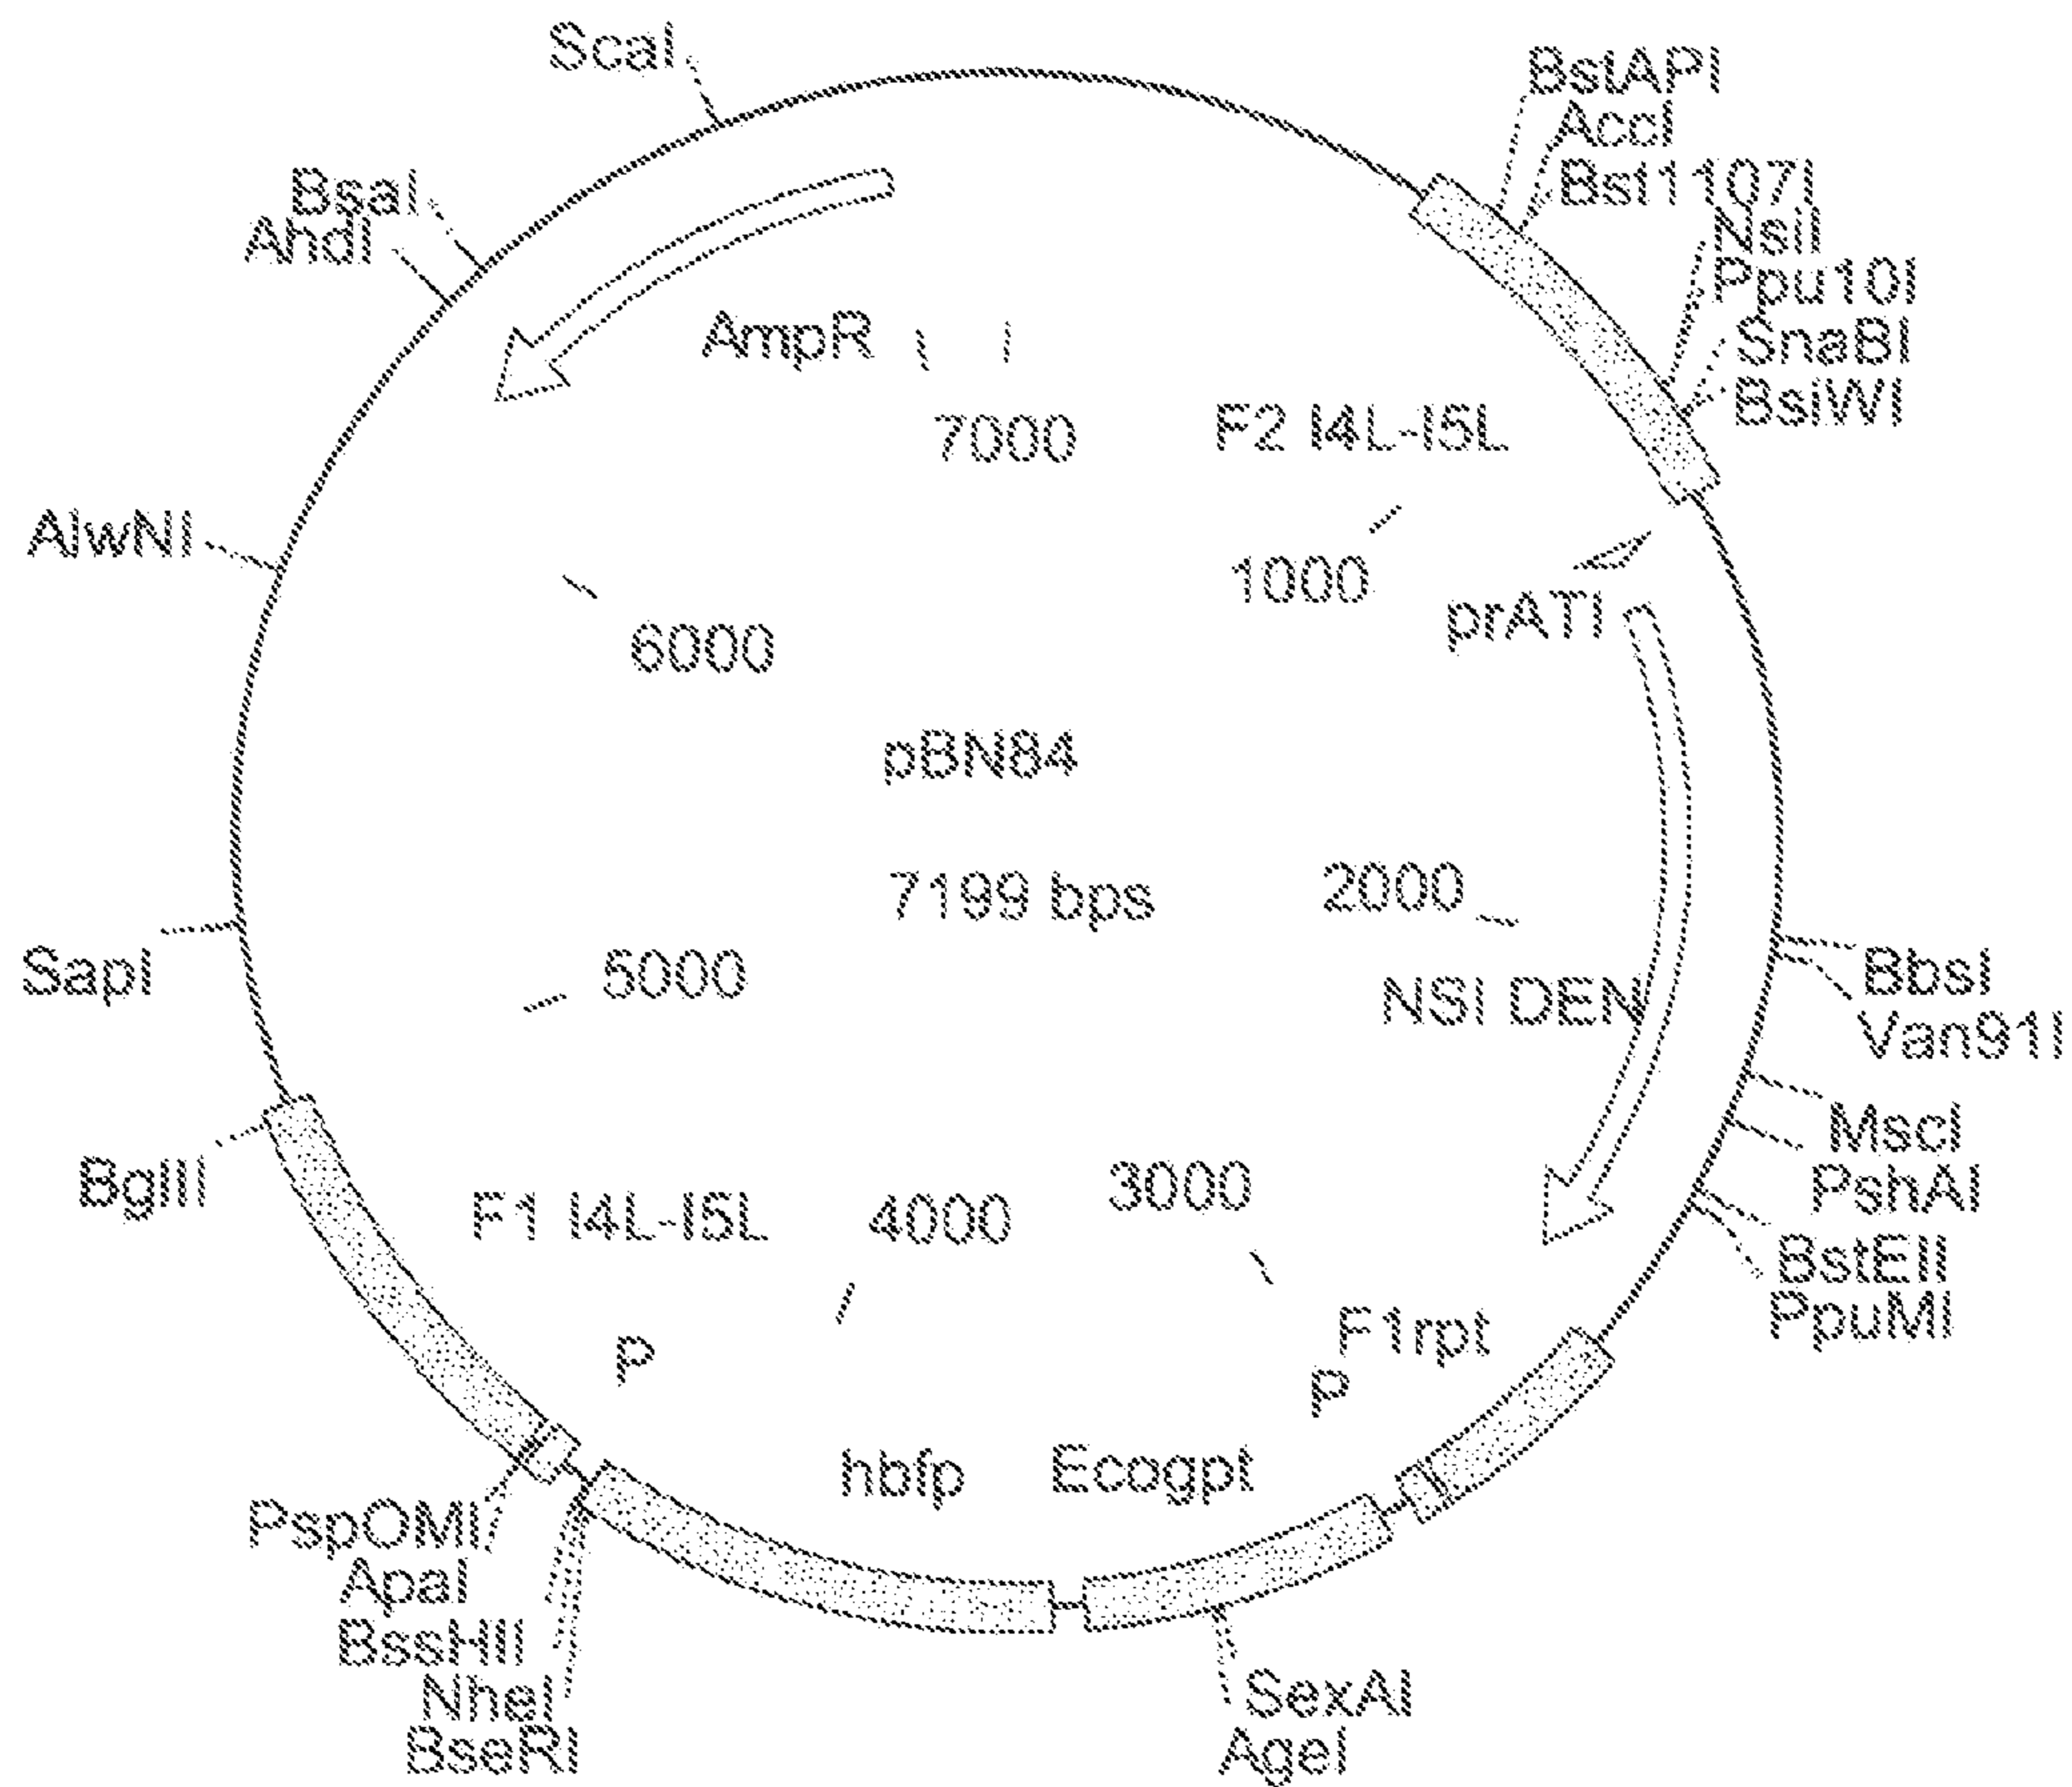 ScaI
BstAPI
AccI
Bst1107I
NsiI
Ppu10I
SnaBI
BsiWI
BsaI
AhdI
AmpR
7000
F2 I4L-I5L
1000
prATI
AlwNI
6000
pBN84
7199 bps
2000
NSI DEN
BbsI
Van91I
MscI
PshAI
BstEII
PpuMI
SapI
5000
BglII
F1 I4L-I5L
4000
3000
F1rpt
P
P
hbfp
Ecogpt
PspOMI
ApaI
BssHII
NheI
BseRI
SexAI
AgeI